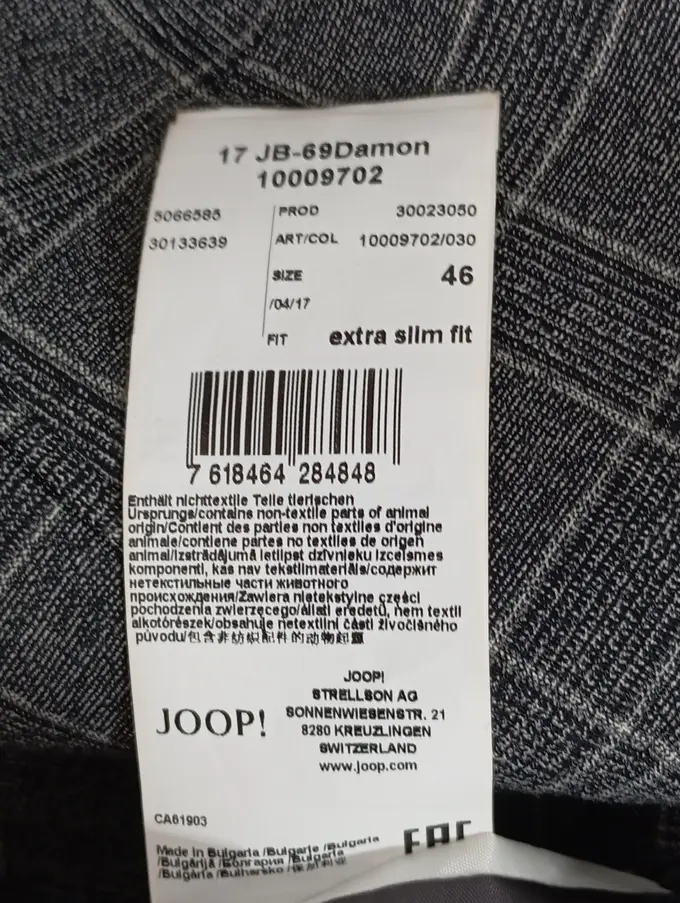 17 JB-69Damon
10009702
5066585
30133639
PROD 30023050
ART/COL 10009702/030
SIZE 46
/04/17
FIT extra slim fit
7 618464 284848
Enthält nichttextile Teile tierischen
Ursprungs/contains non-textile parts of animal
origin/Contient des parties non textiles d'origine
animale/contiene partes no textiles de origen
animal/Izstrādājumā ietilpst dzīvnieku izcelsmes
komponenti, kas nav tekstilmateriāls/содержит
нетекстильные части животного
происхождения/Zawiera nietekstylne części
pochodzenia zwierzęcego/állati eredetű, nem textil
alkotórészek/obsahuje netextilní části živočišného
původu/包含非纺织配件的动物起源
JOOP!
JOOP!
STRELLSON AG
SONNENWIESENSTR. 21
8280 KREUZLINGEN
SWITZERLAND
www.joop.com
CA61903
EAC
Made in Bulgaria /Bulgarie /Bulgaria
/Bulgārijā /Болгария /Bułgaria
/Bulgária /Bulharsko